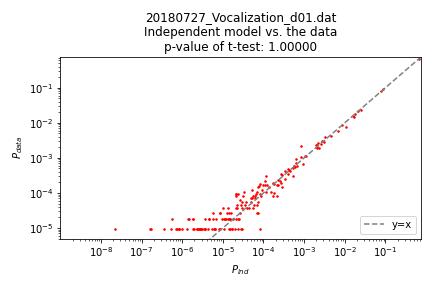 20180727_Vocalization_d01.dat
Independent model vs. the data
p-value of t-test: 1.00000
P_data
10^-1
10^-2
10^-3
10^-4
10^-5
y=x
10^-8 10^-7 10^-6 10^-5 10^-4 10^-3 10^-2 10^-1
P_ind